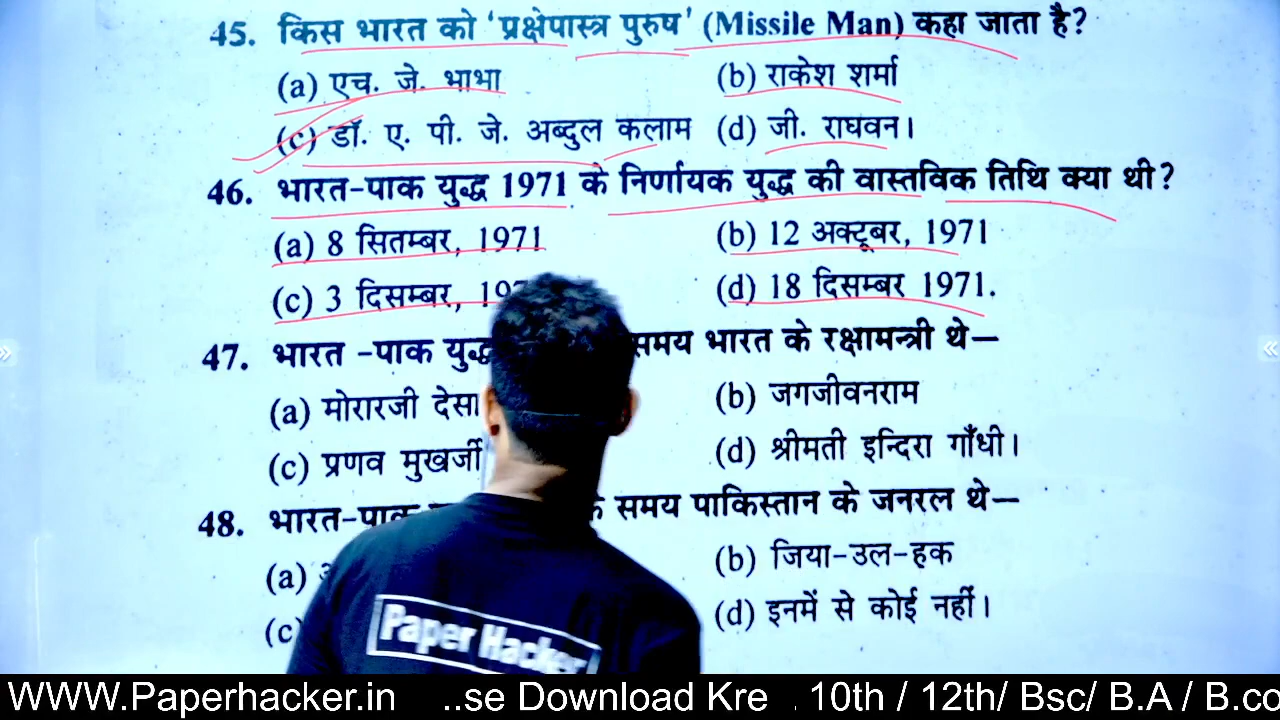 45. किस भारत को 'प्रक्षेपास्त्र पुरुष' (Missile Man) कहा जाता है?
(a) एच. जे. भाभा (b) राकेश शर्मा
(c) डॉ. ए. पी. जे. अब्दुल कलाम (d) जी. राघवन।
46. भारत-पाक युद्ध 1971 के निर्णायक युद्ध की वास्तविक तिथि क्या थी?
(a) 8 सितम्बर, 1971 (b) 12 अक्टूबर, 1971
(c) 3 दिसम्बर, (d) 18 दिसम्बर 1971.
47. भारत -पाक युद्ध समय भारत के रक्षामन्त्री थे—
(a) मोरारजी (b) जगजीवनराम
(c) प्रणव मुखर्जी (d) श्रीमती इन्दिरा गाँधी।
48. भारत-पाक के समय पाकिस्तान के जनरल थे—
(a) (b) जिया-उल-हक
(c) (d) इनमें से कोई नहीं।
Paper Hacker
WWW.Paperhacker.in ..se Download Kre . 10th / 12th/ Bsc/ B.A / B.co